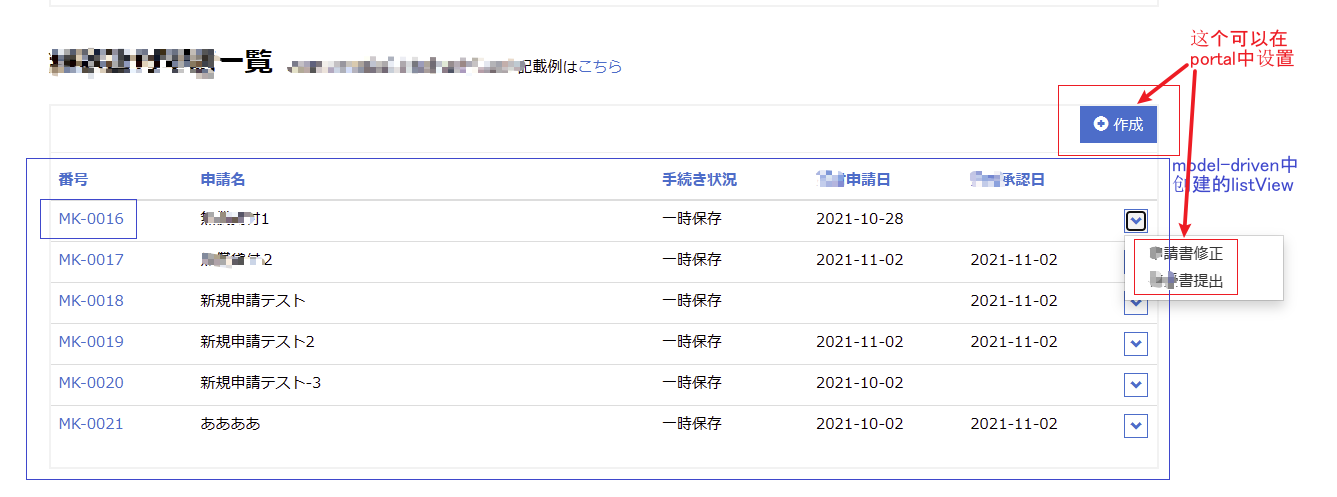 一覧 記載例はこちら
这个可以在
portal中设置
作成
model-driven中
创建的listView
番号 申請名 手続き状況 申請日 承認日
MK-0016 付1 一時保存 2021-10-28
MK-0017 2 一時保存 2021-11-02 2021-11-02
請書修正
書提出
MK-0018 新規申請テスト 一時保存 2021-11-02
MK-0019 新規申請テスト2 一時保存 2021-11-02 2021-11-02
MK-0020 新規申請テスト-3 一時保存 2021-10-02
MK-0021 ああああ 一時保存 2021-10-02 2021-11-02